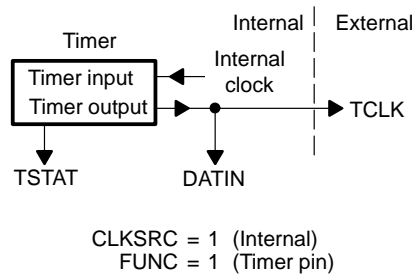 Internal
External
Timer
Timer input
Internal
clock
Timer output
TCLK
TSTAT
DATIN
CLKSRC = 1 (Internal)
FUNC = 1 (Timer pin)